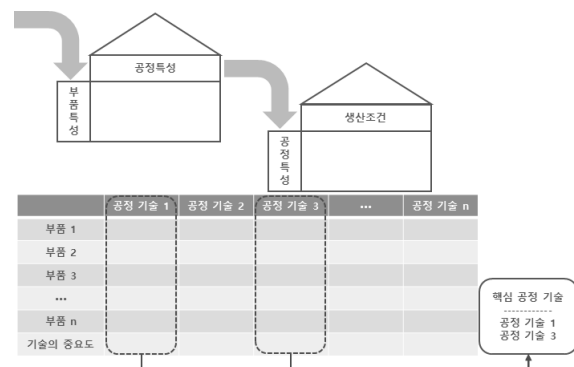 공정특성
부품특성
생산조건
공정특성
공정 기술 1 공정 기술 2 공정 기술 3 ... 공정 기술 n
부품 1
부품 2
부품 3
...
부품 n
기술의 중요도
핵심 공정 기술
------------
공정 기술 1
공정 기술 3